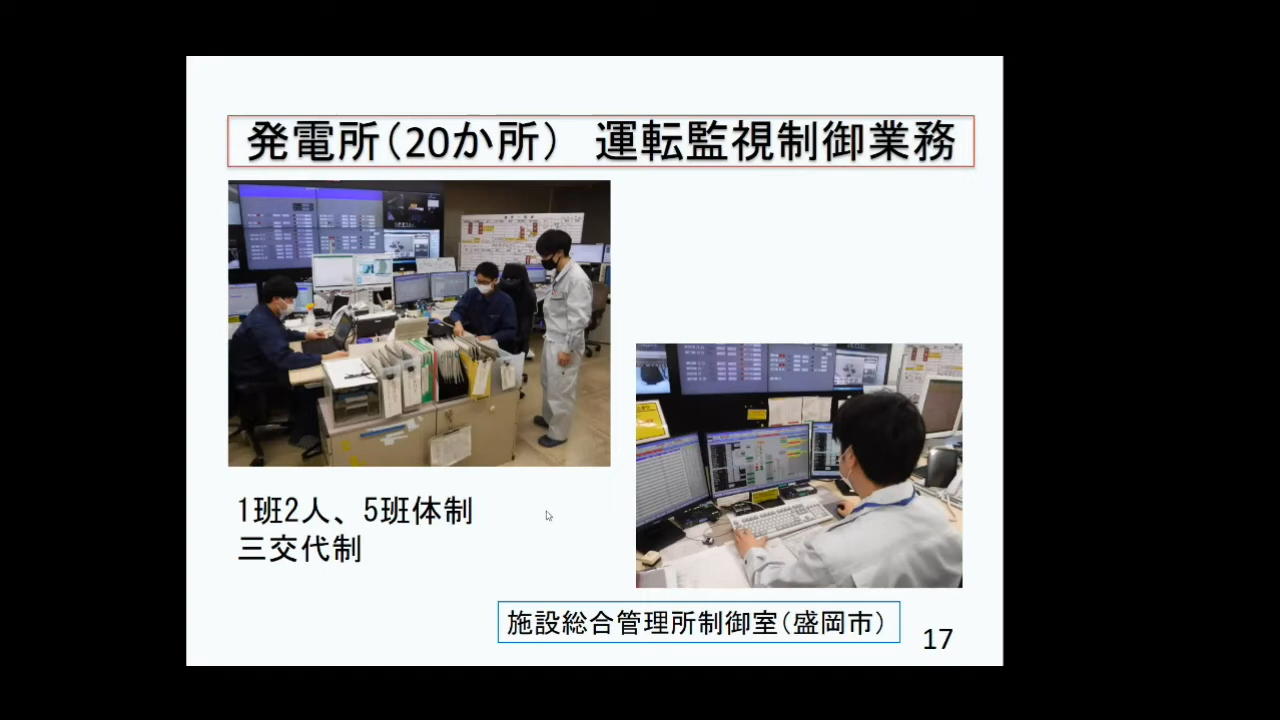 発電所（20か所）　運転監視制御業務
1班2人、5班体制
三交代制
施設総合管理所制御室（盛岡市）
17